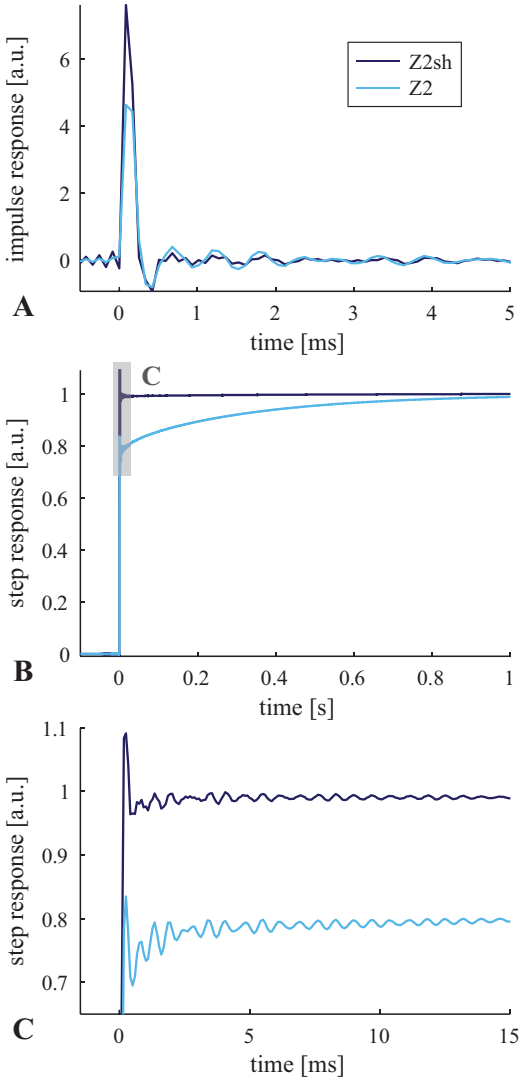 impulse response [a.u.]
6
4
2
0
Z2sh
Z2
0 1 2 3 4 5
A
time [ms]
step response [a.u.]
1
0.8
0.6
0.4
0.2
0
C
0 0.2 0.4 0.6 0.8 1
B
time [s]
step response [a.u.]
1.1
1
0.9
0.8
0.7
0 5 10 15
C
time [ms]